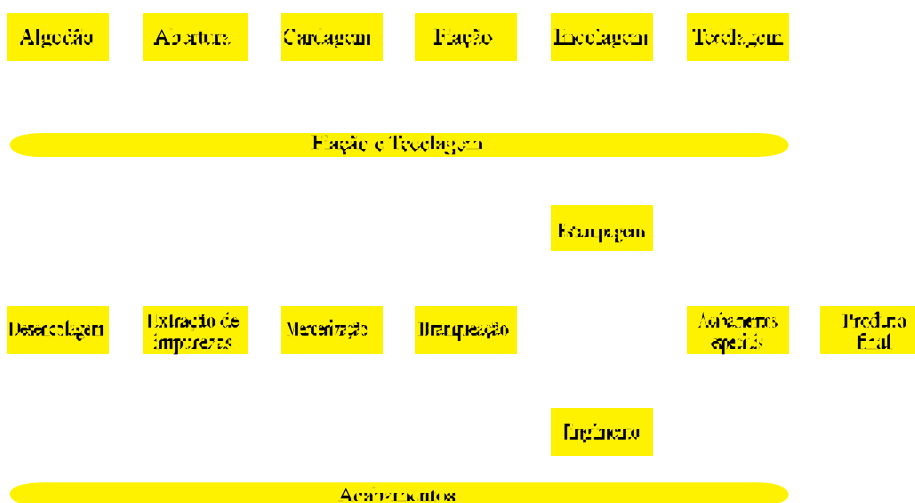 Algodão
Abertura
Cardagem
Fiação
Encolagem
Tecelagem
Fiação e Tecelagem
Estampagem
Desencolagem
Extracção de
impurezas
Mercerização
Branqueação
Acabamentos
especiais
Produto
final
Tingimento
Acabamentos